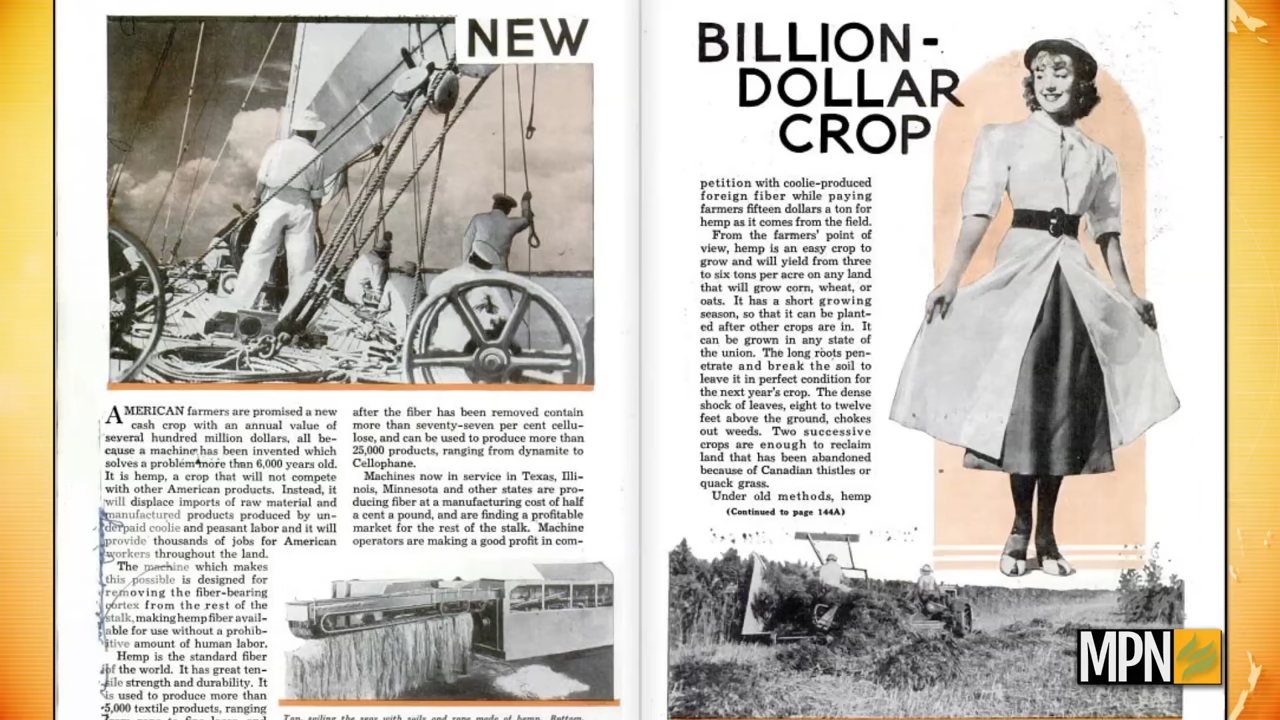 NEW
BILLION-
DOLLAR
CROP
AMERICAN farmers are promised a new
cash crop with an annual value of
several hundred million dollars, all be-
cause a machine has been invented which
solves a problem more than 6,000 years old.
It is hemp, a crop that will not compete
with other American products. Instead, it
will displace imports of raw material and
manufactured products produced by un-
derpaid coolie and peasant labor and it will
provide thousands of jobs for American
workers throughout the land.
The machine which makes
this possible is designed for
removing the fiber-bearing
cortex from the rest of the
stalk, making hemp fiber avail-
able for use without a prohib-
itive amount of human labor.
Hemp is the standard fiber
of the world. It has great ten-
sile strength and durability. It
is used to produce more than
5,000 textile products, ranging
after the fiber has been removed contain
more than seventy-seven per cent cellu-
lose, and can be used to produce more than
25,000 products, ranging from dynamite to
Cellophane.
Machines now in service in Texas, Illi-
nois, Minnesota and other states are pro-
ducing fiber at a manufacturing cost of half
a cent a pound, and are finding a profitable
market for the rest of the stalk. Machine
operators are making a good profit in com-
Top, sailing the seas with sails and rope made of hemp. Bottom,
petition with coolie-produced
foreign fiber while paying
farmers fifteen dollars a ton for
hemp as it comes from the field.
From the farmers' point of
view, hemp is an easy crop to
grow and will yield from three
to six tons per acre on any land
that will grow corn, wheat, or
oats. It has a short growing
season, so that it can be plant-
ed after other crops are in. It
can be grown in any state of
the union. The long roots pen-
etrate and break the soil to
leave it in perfect condition for
the next year's crop. The dense
shock of leaves, eight to twelve
feet above the ground, chokes
out weeds. Two successive
crops are enough to reclaim
land that has been abandoned
because of Canadian thistles or
quack grass.
Under old methods, hemp
(Continued to page 144A)
MPN